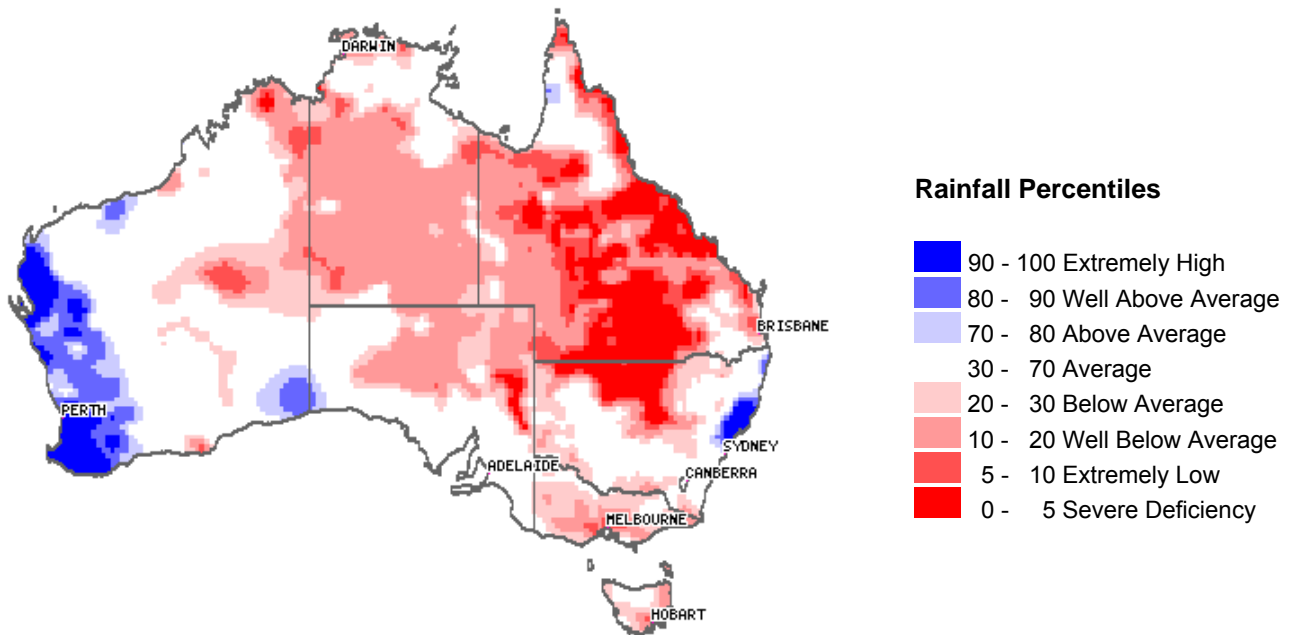 DARWIN
Rainfall Percentiles
90 - 100 Extremely High
80 - 90 Well Above Average
70 - 80 Above Average
30 - 70 Average
20 - 30 Below Average
10 - 20 Well Below Average
5 - 10 Extremely Low
0 - 5 Severe Deficiency
BRISBANE
PERTH
SYDNEY
ADELAIDE
CANBERRA
MELBOURNE
HOBART